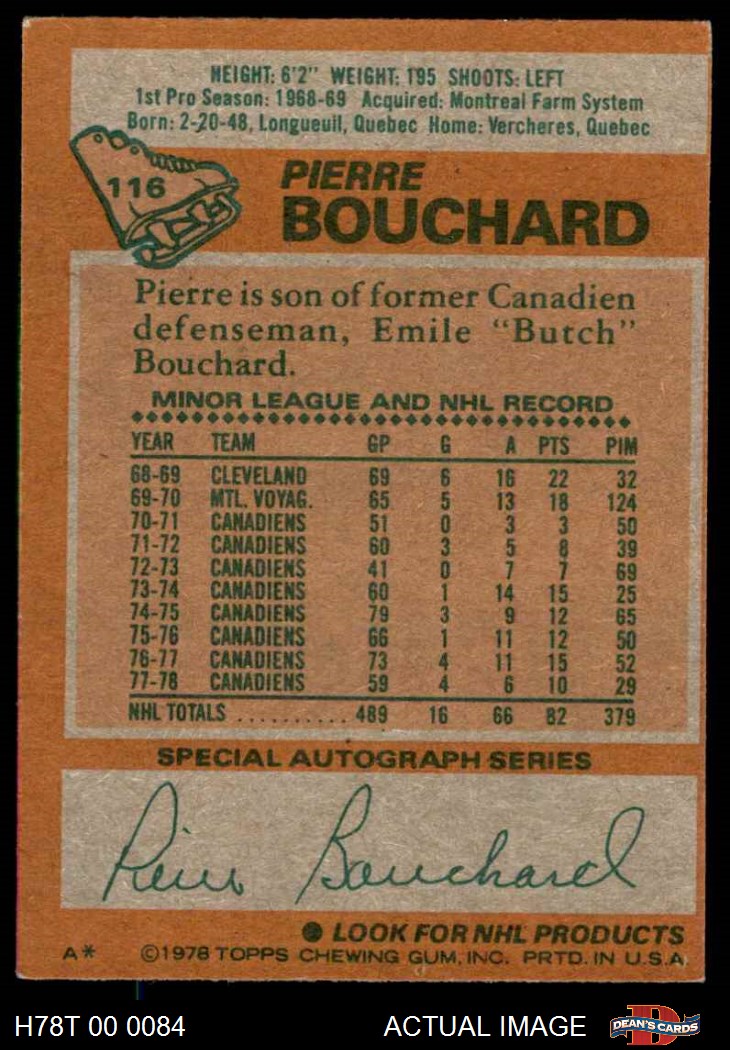 HEIGHT: 6'2" WEIGHT: 195 SHOOTS: LEFT
1st Pro Season: 1968-69 Acquired: Montreal Farm System
Born: 2-20-48, Longueuil, Quebec Home: Vercheres, Quebec
116
PIERRE
BOUCHARD
Pierre is son of former Canadien
defenseman, Emile "Butch"
Bouchard.
MINOR LEAGUE AND NHL RECORD
YEAR TEAM GP G A PTS PIM
68-69 CLEVELAND 69 6 16 22 32
69-70 MTL. VOYAG. 65 5 13 18 124
70-71 CANADIENS 51 0 3 3 50
71-72 CANADIENS 60 3 5 8 39
72-73 CANADIENS 41 0 7 7 69
73-74 CANADIENS 60 1 14 15 25
74-75 CANADIENS 79 3 9 12 65
75-76 CANADIENS 66 1 11 12 50
76-77 CANADIENS 73 4 11 15 52
77-78 CANADIENS 59 4 6 10 29
NHL TOTALS .......... 489 16 66 82 379
SPECIAL AUTOGRAPH SERIES
Pierre Bouchard
● LOOK FOR NHL PRODUCTS
A* ©1978 TOPPS CHEWING GUM, INC. PRTD. IN U.S.A
H78T 00 0084 ACTUAL IMAGE DEAN'S CARDS